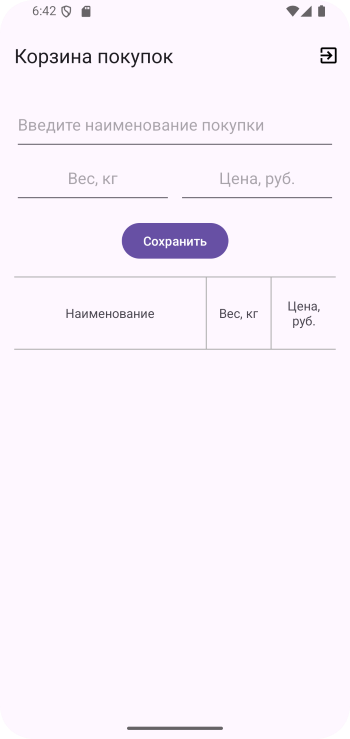 6:42
Корзина покупок
Введите наименование покупки
Вес, кг
Цена, руб.
Сохранить
Наименование
Вес, кг
Цена,
руб.